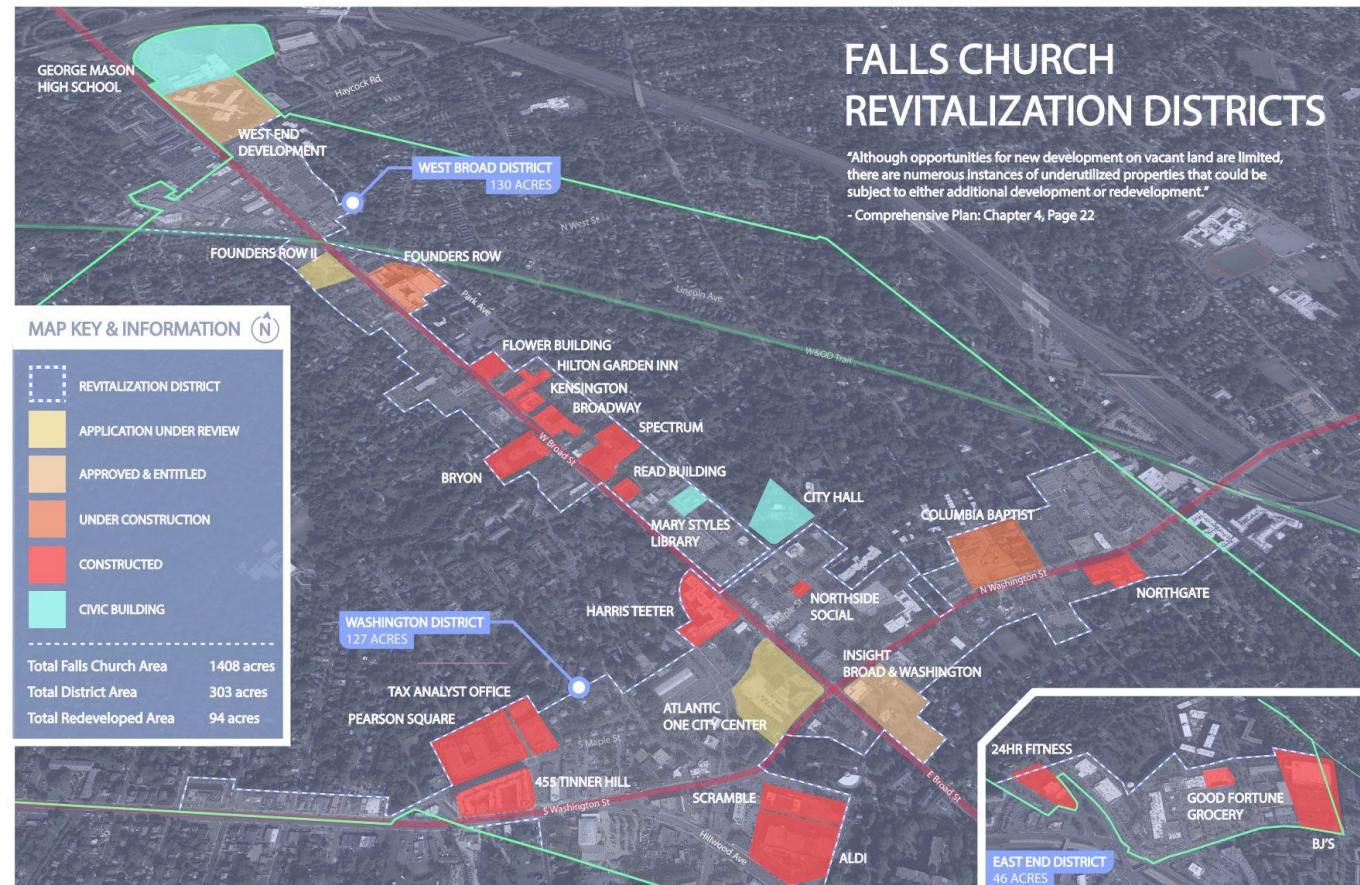 FALLS CHURCH
REVITALIZATION DISTRICTS
"Although opportunities for new development on vacant land are limited,
there are numerous instances of underutilized properties that could be
subject to either additional development or redevelopment."
- Comprehensive Plan: Chapter 4, Page 22
GEORGE MASON
HIGH SCHOOL
Haycock Rd.
WEST END
DEVELOPMENT
WEST BROAD DISTRICT
130 ACRES
N West St
FOUNDERS ROW II
FOUNDERS ROW
Park Ave
Lincoln Ave
W&OD Trail
FLOWER BUILDING
HILTON GARDEN INN
KENSINGTON
BROADWAY
SPECTRUM
W Broad St
READ BUILDING
BRYON
MARY STYLES
LIBRARY
CITY HALL
COLUMBIA BAPTIST
N Washington St
NORTHGATE
HARRIS TEETER
N Maple St
NORTHSIDE
SOCIAL
WASHINGTON DISTRICT
127 ACRES
INSIGHT
BROAD & WASHINGTON
TAX ANALYST OFFICE
PEARSON SQUARE
ATLANTIC
ONE CITY CENTER
S Maple St
455 TINNER HILL
S Washington St
SCRAMBLE
Hillwood Ave
ALDI
E Broad St
MAP KEY & INFORMATION N
REVITALIZATION DISTRICT
APPLICATION UNDER REVIEW
APPROVED & ENTITLED
UNDER CONSTRUCTION
CONSTRUCTED
CIVIC BUILDING
Total Falls Church Area 1408 acres
Total District Area 303 acres
Total Redeveloped Area 94 acres
24HR FITNESS
GOOD FORTUNE
GROCERY
BJ'S
EAST END DISTRICT
46 ACRES